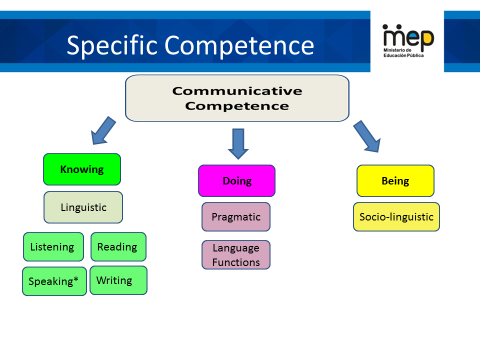 Specific Competence
mep
Ministerio de
Educación Pública
Communicative
Competence
Knowing
Doing
Being
Linguistic
Pragmatic
Socio-linguistic
Listening
Reading
Language
Functions
Speaking*
Writing